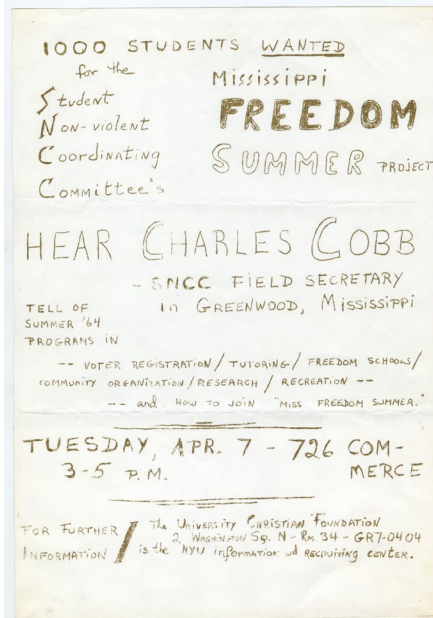 1000 STUDENTS WANTED
for the
Student
Non-violent
Coordinating
Committee's
Mississippi
FREEDOM
SUMMER PROJECT
HEAR CHARLES COBB
- SNCC FIELD SECRETARY
in GREENWOOD, MISSISSIPPI
TELL OF
SUMMER '64
PROGRAMS IN
-- VOTER REGISTRATION / TUTORING / FREEDOM SCHOOLS /
COMMUNITY ORGANIZATION / RESEARCH / RECREATION --
-- and HOW TO JOIN "MISS FREEDOM SUMMER."
TUESDAY, APR. 7 - 726 COM-
3-5 P.M. MERCE
FOR FURTHER
INFORMATION /
The UNIVERSITY CHRISTIAN FOUNDATION
2 WASHINGTON SQ. N - RM 34 - GR7-0404
is the NYU information and RECRUITING CENTER.